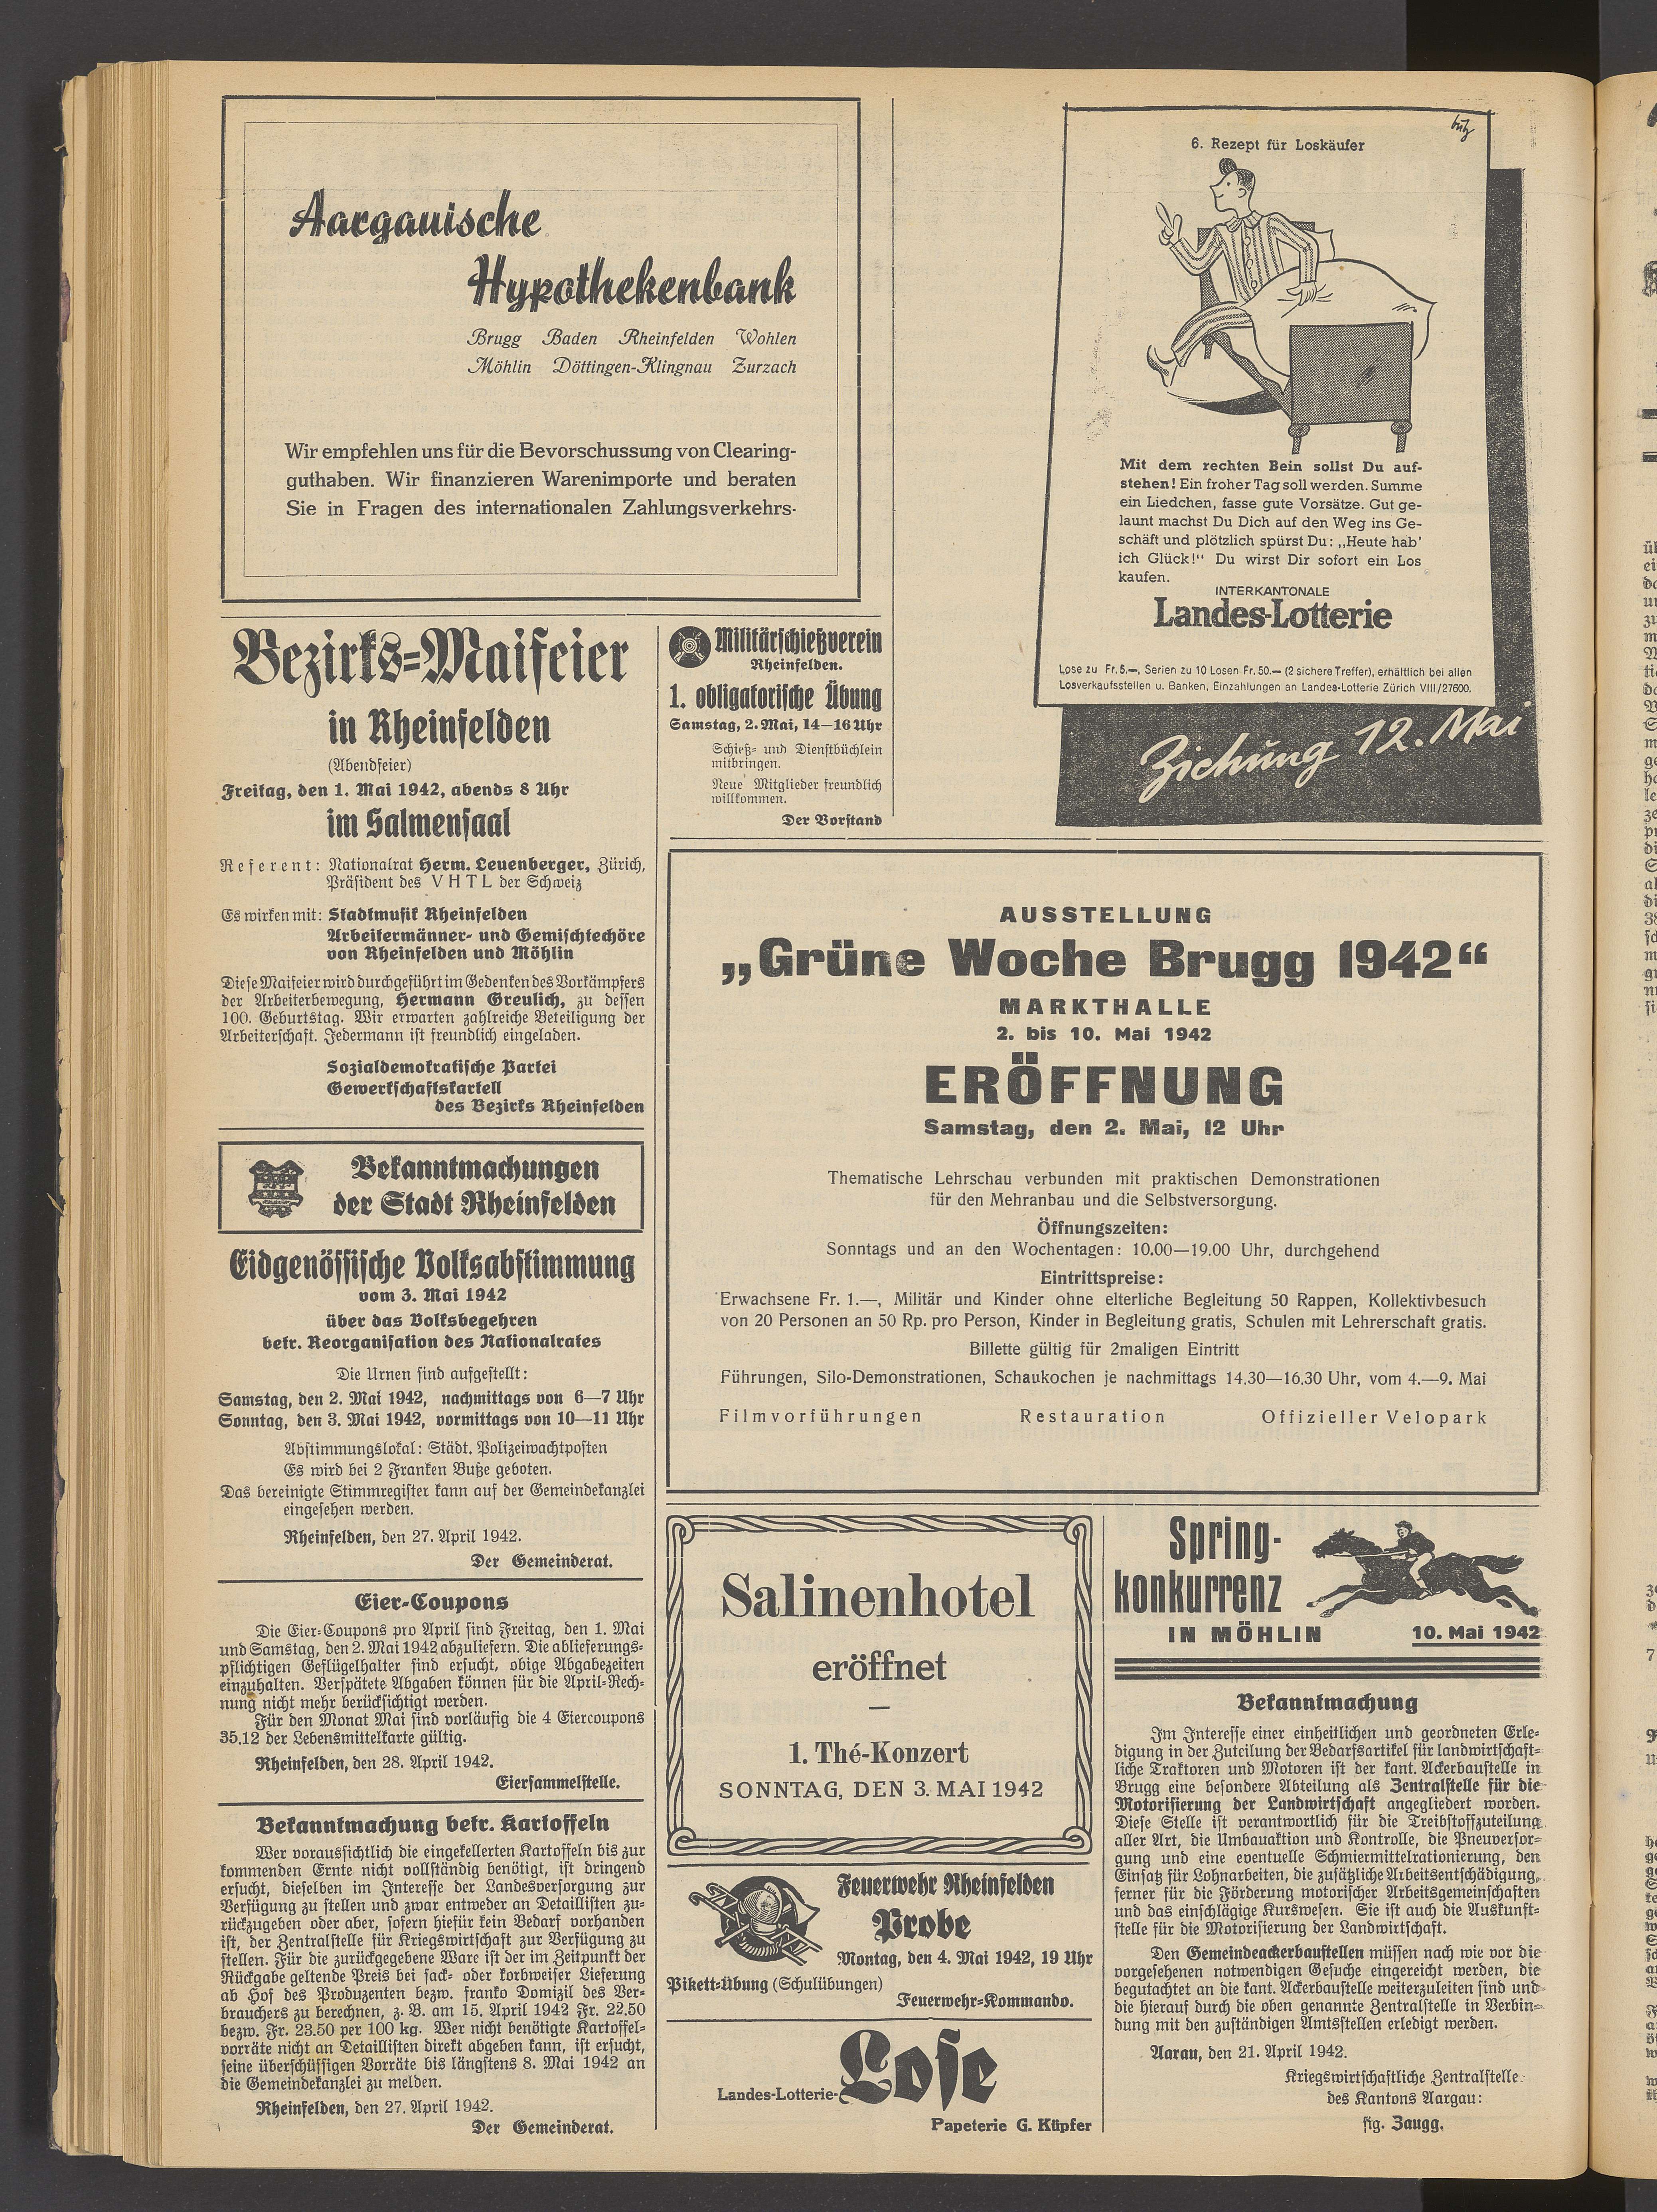 Aargauische
Hypothekenbank
Brugg Baden Rheinfelden Wohlen
Möhlin Döttingen-Klingnau Zurzach
Wir empfehlen uns für die Bevorschussung von Clearing-
guthaben. Wir finanzieren Warenimporte und beraten
Sie in Fragen des internationalen Zahlungsverkehrs.
6. Rezept für Loskäufer
Mit dem rechten Bein sollst Du auf-
stehen! Ein froher Tag soll werden. Summe
ein Liedchen, fasse gute Vorsätze. Gut ge-
launt machst Du Dich auf den Weg ins Ge-
schäft und plötzlich spürst Du: „Heute hab'
ich Glück!“ Du wirst Dir sofort ein Los
kaufen.
INTERKANTONALE
Landes-Lotterie
Lose zu Fr. 5.—, Serien zu 10 Losen Fr. 50.— (2 sichere Treffer), erhältlich bei allen
Losverkaufsstellen u. Banken, Einzahlungen an Landes-Lotterie Zürich VIII/27600.
Ziehung 12. Mai
Bezirks-Maifeier
in Rheinfelden
(Abendfeier)
Freitag, den 1. Mai 1942, abends 8 Uhr
im Salmensaal
Referent: Nationalrat Herm. Leuenberger, Zürich,
Präsident des VHTL der Schweiz
Es wirken mit: Stadtmusik Rheinfelden
Arbeitermänner- und Gemischtechöre
von Rheinfelden und Möhlin
Diese Maifeier wird durchgeführt im Gedenken des Vorkämpfers
der Arbeiterbewegung, Hermann Greulich, zu dessen
100. Geburtstag. Wir erwarten zahlreiche Beteiligung der
Arbeiterschaft. Jedermann ist freundlich eingeladen.
Sozialdemokratische Partei
Gewerkschaftskartell
des Bezirks Rheinfelden
Militärschießverein
Rheinfelden.
1. obligatorische Übung
Samstag, 2. Mai, 14—16 Uhr
Schieß- und Dienstbüchlein
mitbringen.
Neue Mitglieder freundlich
willkommen.
Der Vorstand
Bekanntmachungen
der Stadt Rheinfelden
Eidgenössische Volksabstimmung
vom 3. Mai 1942
über das Volksbegehren
betr. Reorganisation des Nationalrates
Die Urnen sind aufgestellt:
Samstag, den 2. Mai 1942, nachmittags von 6—7 Uhr
Sonntag, den 3. Mai 1942, vormittags von 10—11 Uhr
Abstimmungslokal: Städt. Polizeiwachtposten
Es wird bei 2 Franken Buße geboten.
Das bereinigte Stimmregister kann auf der Gemeindekanzlei
eingesehen werden.
Rheinfelden, den 27. April 1942.
Der Gemeinderat.
Eier-Coupons
Die Eier-Coupons pro April sind Freitag, den 1. Mai
und Samstag, den 2. Mai 1942 abzuliefern. Die ablieferungs-
pflichtigen Geflügelhalter sind ersucht, obige Abgabezeiten
einzuhalten. Verspätete Abgaben können für die April-Rech-
nung nicht mehr berücksichtigt werden.
Für den Monat Mai sind vorläufig die 4 Eiercoupons
35.12 der Lebensmittelkarte gültig.
Rheinfelden, den 28. April 1942.
Eiersammelstelle.
Bekanntmachung betr. Kartoffeln
Wer voraussichtlich die eingekellerten Kartoffeln bis zur
kommenden Ernte nicht vollständig benötigt, ist dringend
ersucht, dieselben im Interesse der Landesversorgung zur
Verfügung zu stellen und zwar entweder an Detaillisten zu-
rückzugeben oder aber, sofern hiefür kein Bedarf vorhanden
ist, der Zentralstelle für Kriegswirtschaft zur Verfügung zu
stellen. Für die zurückgegebene Ware ist der im Zeitpunkt der
Rückgabe geltende Preis bei sack- oder korbweiser Lieferung
ab Hof des Produzenten bezw. franko Domizil des Ver-
brauchers zu berechnen, z. B. am 15. April 1942 Fr. 22.50
bezw. Fr. 23.50 per 100 kg. Wer nicht benötigte Kartoffel-
vorräte nicht an Detaillisten direkt abgeben kann, ist ersucht,
seine überschüssigen Vorräte bis längstens 8. Mai 1942 an
die Gemeindekanzlei zu melden.
Rheinfelden, den 27. April 1942.
Der Gemeinderat.
AUSSTELLUNG
„Grüne Woche Brugg 1942“
MARKTHALLE
2. bis 10. Mai 1942
ERÖFFNUNG
Samstag, den 2. Mai, 12 Uhr
Thematische Lehrschau verbunden mit praktischen Demonstrationen
für den Mehranbau und die Selbstversorgung.
Öffnungszeiten:
Sonntags und an den Wochentagen: 10.00—19.00 Uhr, durchgehend
Eintrittspreise:
Erwachsene Fr. 1.—, Militär und Kinder ohne elterliche Begleitung 50 Rappen, Kollektivbesuch
von 20 Personen an 50 Rp. pro Person, Kinder in Begleitung gratis, Schulen mit Lehrerschaft gratis.
Billette gültig für 2maligen Eintritt
Führungen, Silo-Demonstrationen, Schaukochen je nachmittags 14.30—16.30 Uhr, vom 4.—9. Mai
Filmvorführungen Restauration Offizieller Velopark
Salinenhotel
eröffnet
—
1. Thé-Konzert
SONNTAG, DEN 3. MAI 1942
Feuerwehr Rheinfelden
Probe
Montag, den 4. Mai 1942, 19 Uhr
Pikett-Übung (Schulübungen)
Feuerwehr-Kommando.
Landes-Lotterie-Lose
Papeterie G. Küpfer
Spring-
konkurrenz
IN MÖHLIN 10. Mai 1942
Bekanntmachung
Im Interesse einer einheitlichen und geordneten Erle-
digung in der Zuteilung der Bedarfsartikel für landwirtschaft-
liche Traktoren und Motoren ist der kant. Ackerbaustelle in
Brugg eine besondere Abteilung als Zentralstelle für die
Motorisierung der Landwirtschaft angegliedert worden.
Diese Stelle ist verantwortlich für die Treibstoffzuteilung
aller Art, die Umbauaktion und Kontrolle, die Pneuversor-
gung und eine eventuelle Schmiermittelrationierung, den
Einsatz für Lohnarbeiten, die zusätzliche Arbeitsentschädigung,
ferner für die Förderung motorischer Arbeitsgemeinschaften
und das einschlägige Kurswesen. Sie ist auch die Auskunft-
stelle für die Motorisierung der Landwirtschaft.
Den Gemeindeackerbaustellen müssen nach wie vor die
vorgesehenen notwendigen Gesuche eingereicht werden, die
begutachtet an die kant. Ackerbaustelle weiterzuleiten sind und
die hierauf durch die oben genannte Zentralstelle in Verbin-
dung mit den zuständigen Amtsstellen erledigt werden.
Aarau, den 21. April 1942.
Kriegswirtschaftliche Zentralstelle
des Kantons Aargau:
sig. Zaugg.